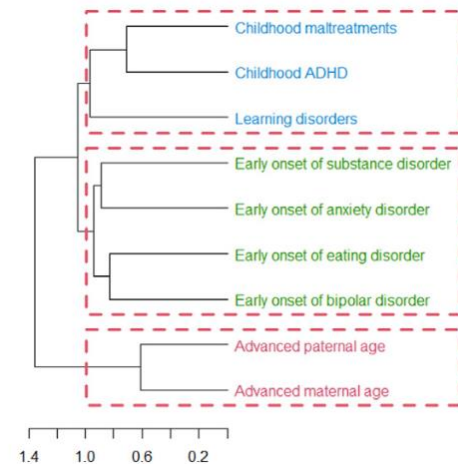 Childhood maltreatments
Childhood ADHD
Learning disorders
Early onset of substance disorder
Early onset of anxiety disorder
Early onset of eating disorder
Early onset of bipolar disorder
Advanced paternal age
Advanced maternal age
1.4 1.0 0.6 0.2